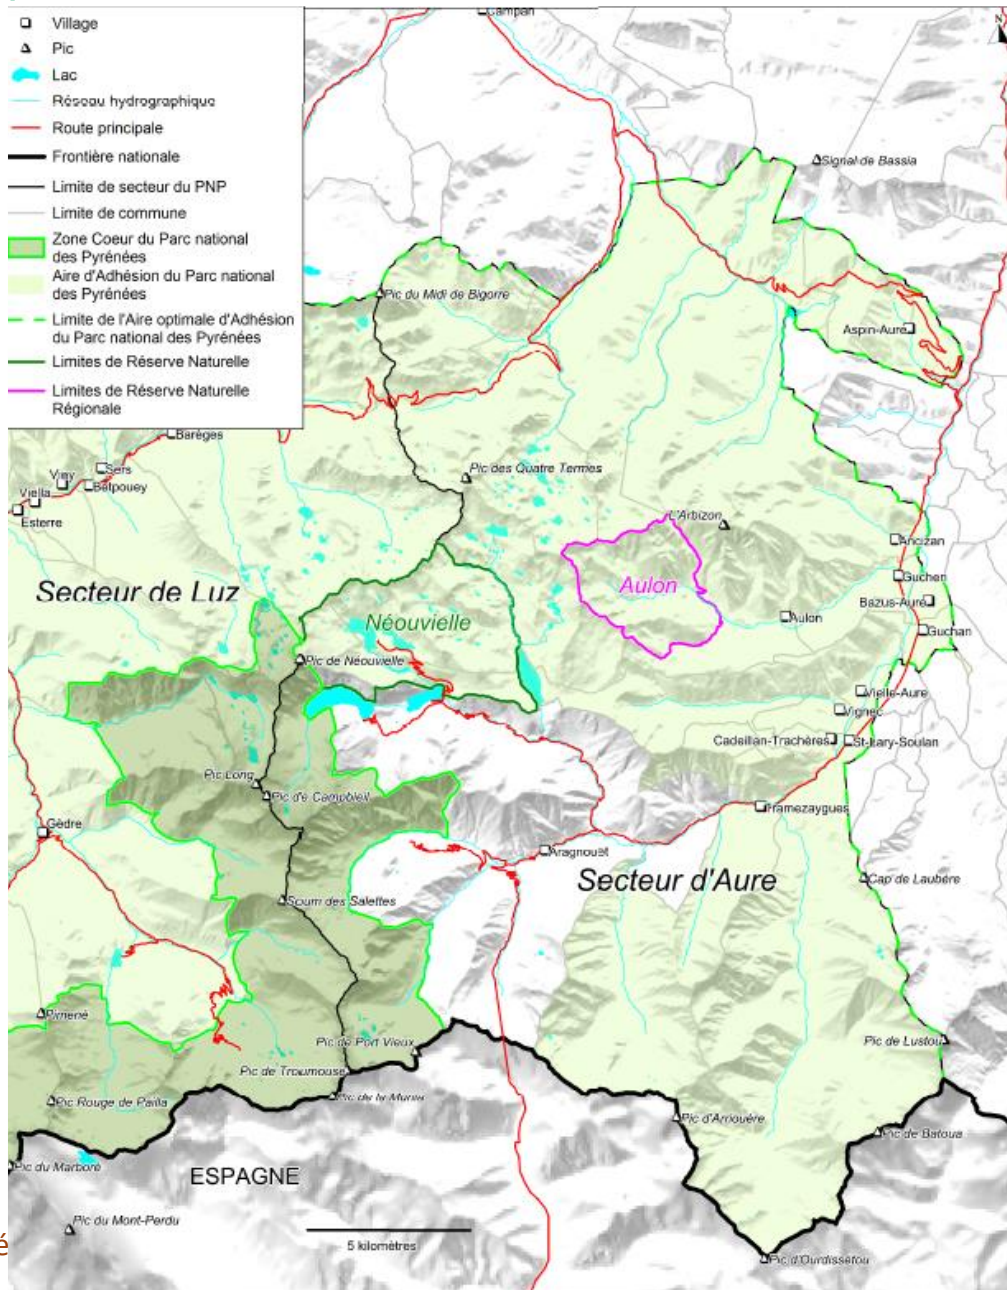 Village
Pic
Lac
Réseau hydrographique
Route principale
Frontière nationale
Limite de secteur du PNP
Limite de commune
Zone Coeur du Parc national
des Pyrénées
Aire d'Adhésion du Parc national
des Pyrénées
Limite de l'Aire optimale d'Adhésion
du Parc national des Pyrénées
Limites de Réserve Naturelle
Limites de Réserve Naturelle
Régionale
Campan
N
Signal de Bassia
Pic du Midi de Bigorre
Aspin-Aure
Barèges
Sers
Viey
Betpouey
Viella
Esterre
Pic des Quatre Termes
L'Arbizon
Ancizan
Secteur de Luz
Aulon
Guchen
Bazus-Aure
Néouvielle
Aulon
Guchan
Pic de Néouvielle
Vielle-Aure
Vignec
Cadeilhan-Trachères
St-Lary-Soulan
Pic Long
Pic de Campbieil
Tramezaygues
Gèdre
Aragnouet
Secteur d'Aure
Cap de Laubère
Soum des Salettes
Pimené
Pic de Port Vieux
Pic de Lustou
Pic de Troumouse
Pic de la Munia
Pic Rouge de Pailla
Pic d'Arriouère
Pic de Batoua
Pic du Marboré
ESPAGNE
Pic du Mont-Perdu
é
5 kilomètres
Pic d'Ourdissétou